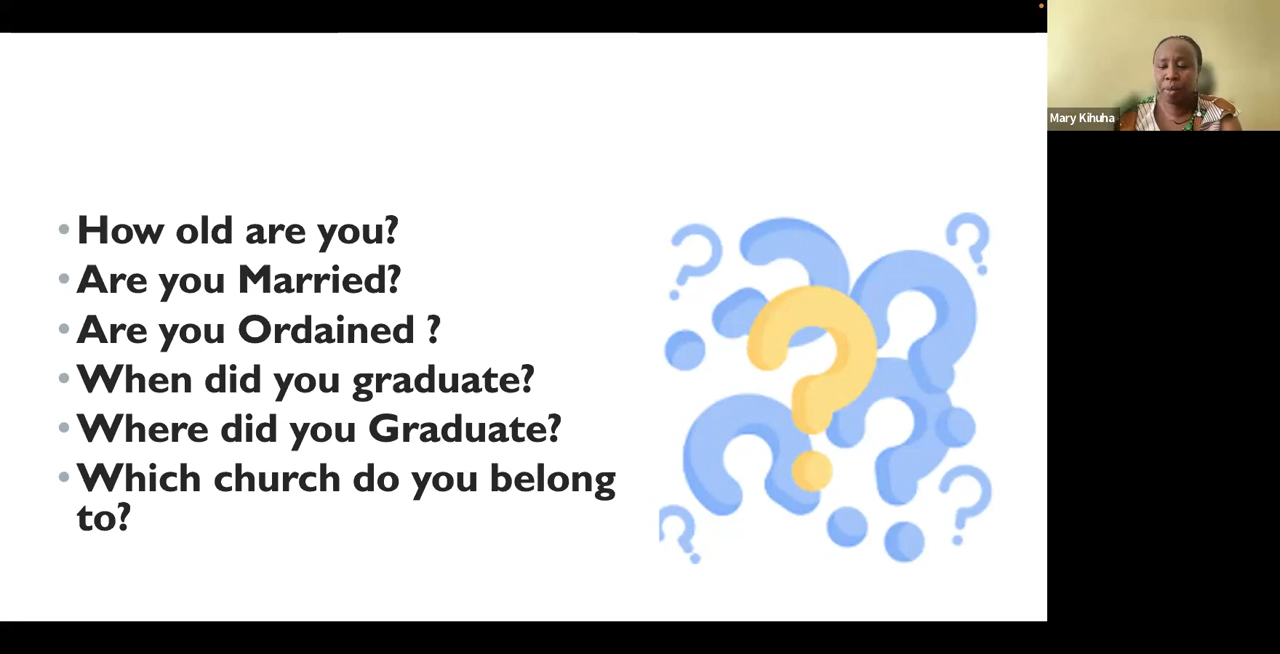 How old are you?
Are you Married?
Are you Ordained ?
When did you graduate?
Where did you Graduate?
Which church do you belong
to?
Mary Kihuha